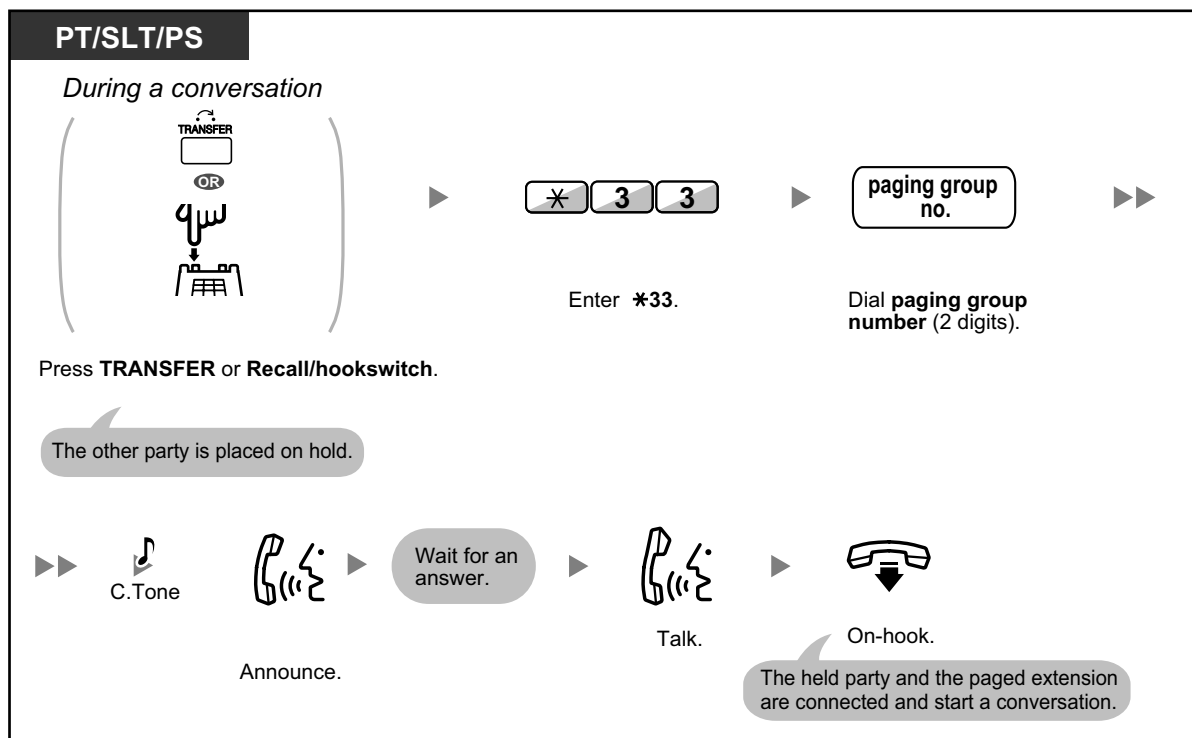 PT/SLT/PS
During a conversation
TRANSFER
OR
✳ 3 3
paging group
no.
Enter ✳33.
Dial paging group
number (2 digits).
Press TRANSFER or Recall/hookswitch.
The other party is placed on hold.
C.Tone
Announce.
Wait for an
answer.
Talk.
On-hook.
The held party and the paged extension
are connected and start a conversation.